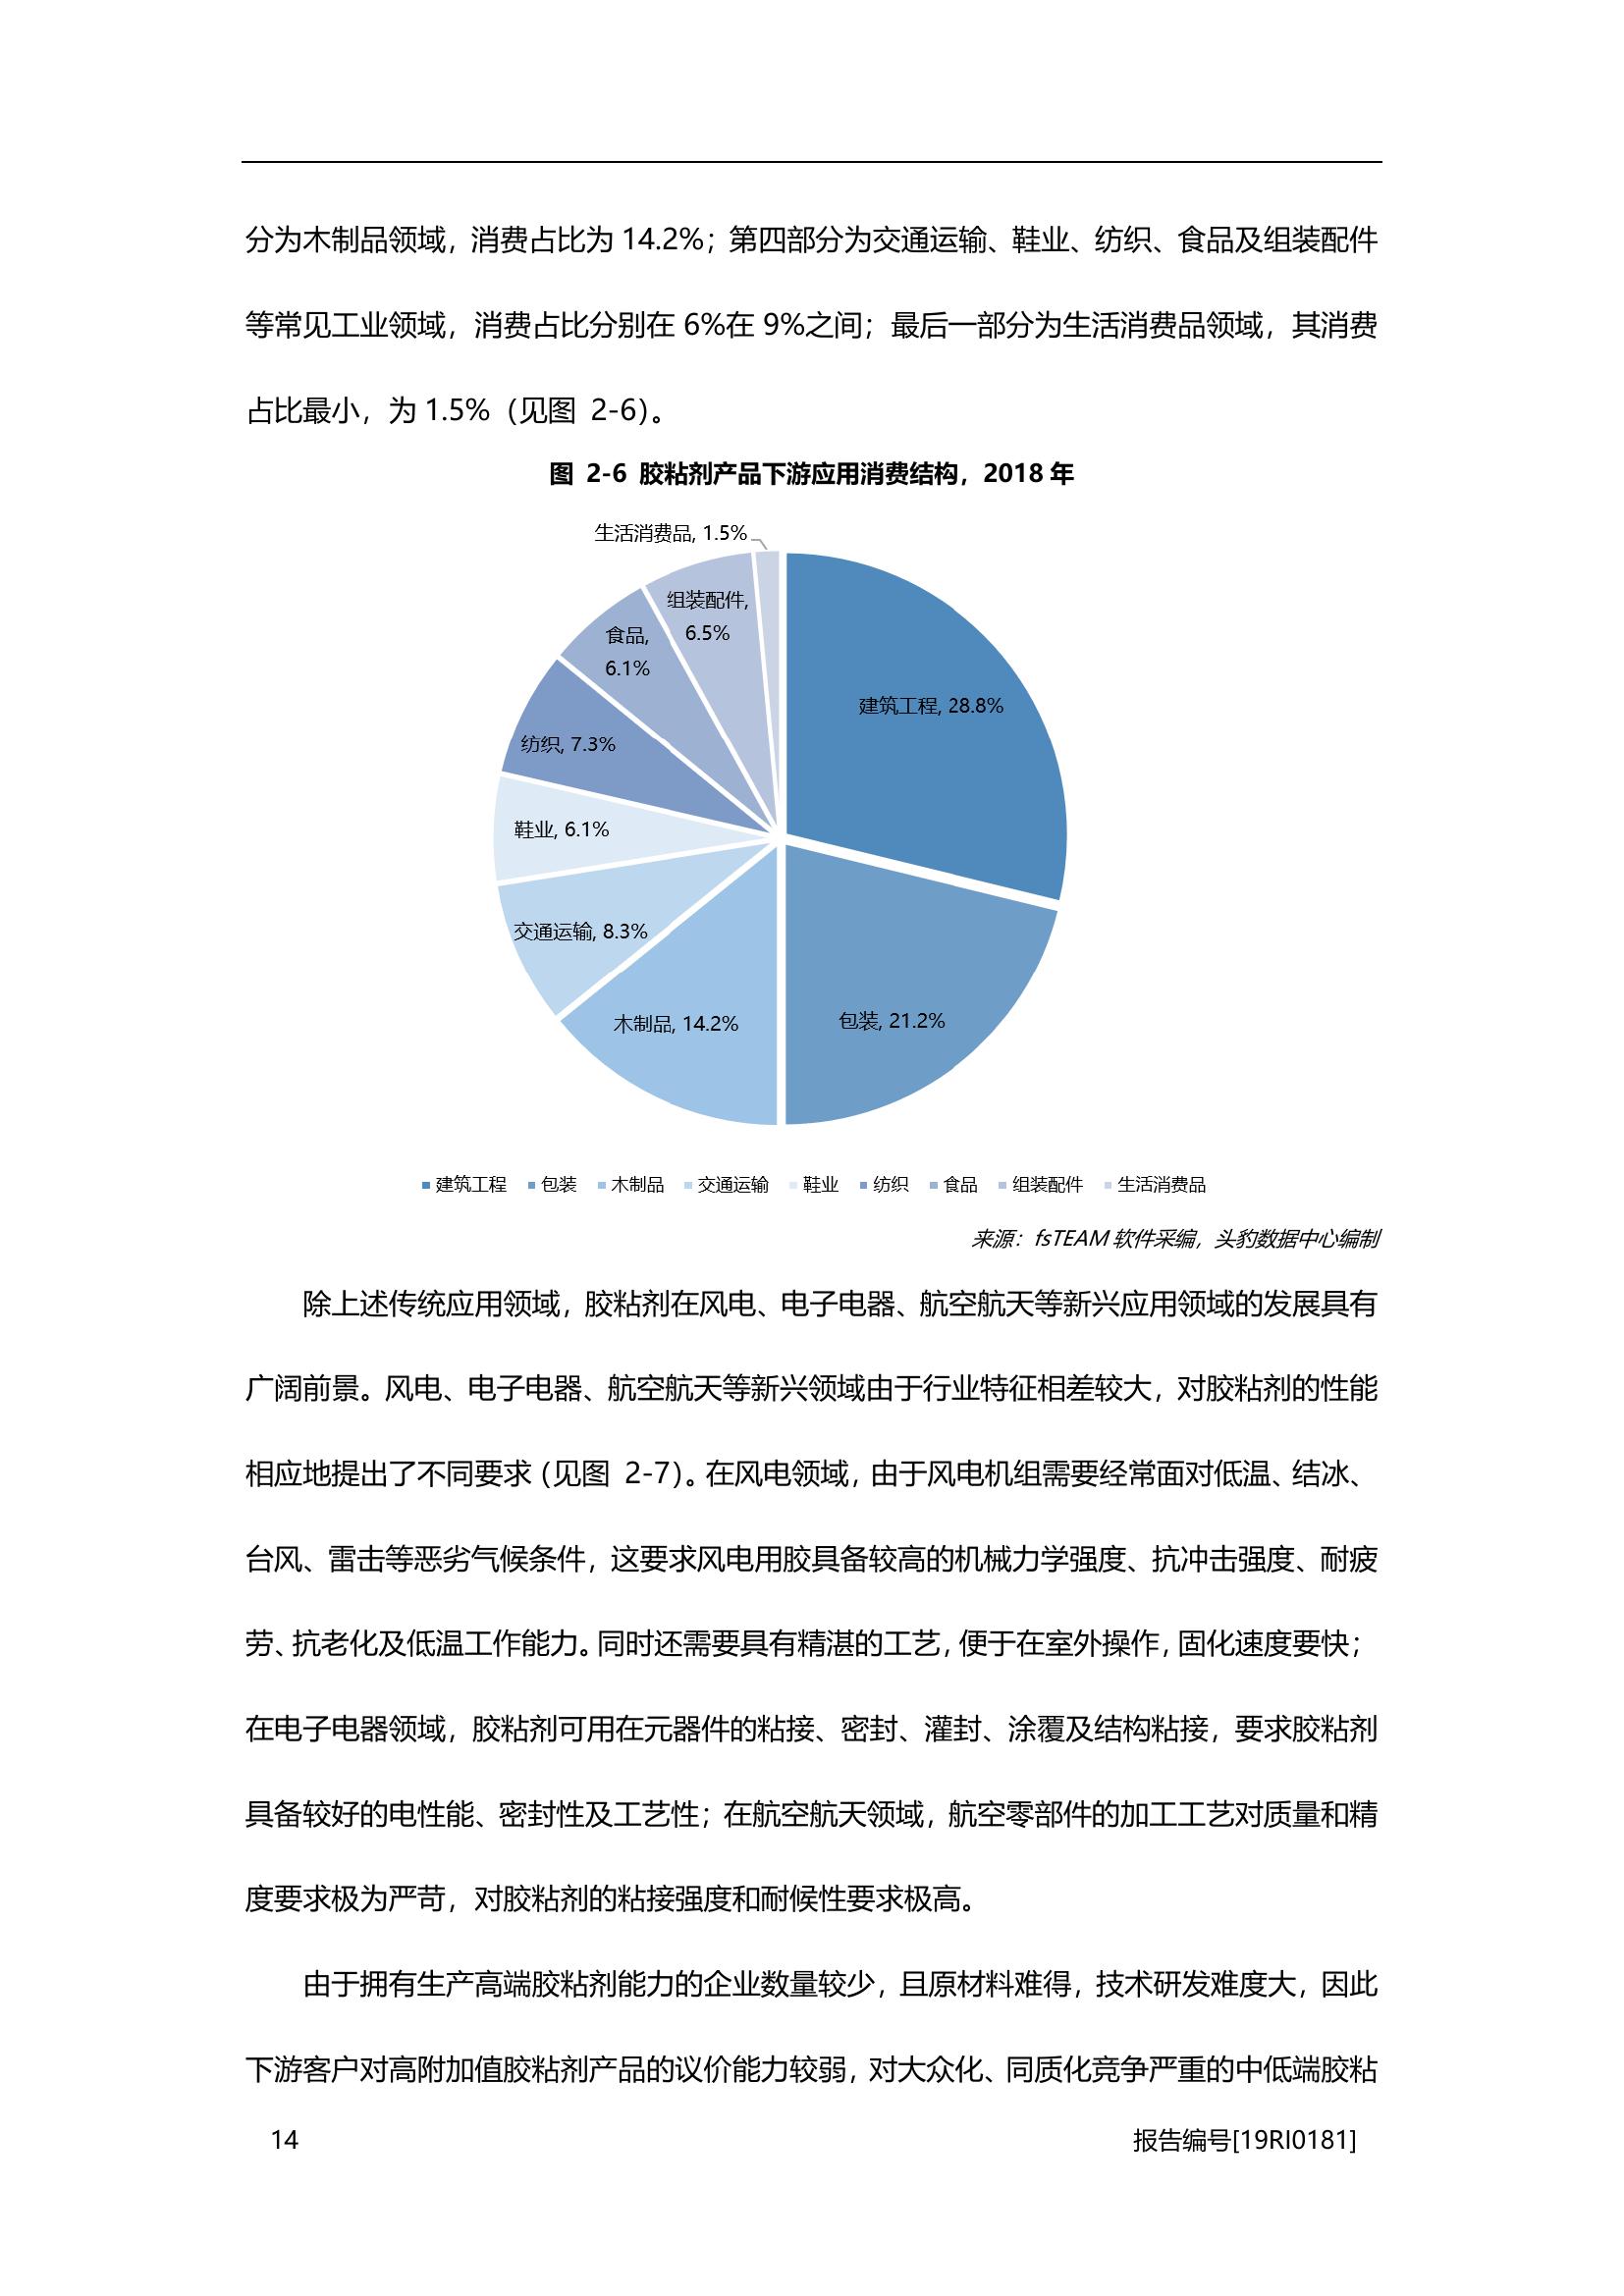 分为木制品领域，消费占比为 14.2%；第四部分为交通运输、鞋业、纺织、食品及组装配件
等常见工业领域，消费占比分别在 6%在 9%之间；最后一部分为生活消费品领域，其消费
占比最小，为 1.5%（见图 2-6）。
图 2-6 胶粘剂产品下游应用消费结构，2018 年
生活消费品, 1.5%
组装配件,
6.5%
食品,
6.1%
建筑工程, 28.8%
纺织, 7.3%
鞋业, 6.1%
交通运输, 8.3%
木制品, 14.2%
包装, 21.2%
建筑工程 包装 木制品 交通运输 鞋业 纺织 食品 组装配件 生活消费品
来源：fsTEAM 软件采编，头豹数据中心编制
除上述传统应用领域，胶粘剂在风电、电子电器、航空航天等新兴应用领域的发展具有
广阔前景。风电、电子电器、航空航天等新兴领域由于行业特征相差较大，对胶粘剂的性能
相应地提出了不同要求（见图 2-7）。在风电领域，由于风电机组需要经常面对低温、结冰、
台风、雷击等恶劣气候条件，这要求风电用胶具备较高的机械力学强度、抗冲击强度、耐疲
劳、抗老化及低温工作能力。同时还需要具有精湛的工艺，便于在室外操作，固化速度要快；
在电子电器领域，胶粘剂可用在元器件的粘接、密封、灌封、涂覆及结构粘接，要求胶粘剂
具备较好的电性能、密封性及工艺性；在航空航天领域，航空零部件的加工工艺对质量和精
度要求极为严苛，对胶粘剂的粘接强度和耐候性要求极高。
由于拥有生产高端胶粘剂能力的企业数量较少，且原材料难得，技术研发难度大，因此
下游客户对高附加值胶粘剂产品的议价能力较弱，对大众化、同质化竞争严重的中低端胶粘
14
报告编号[19RI0181]